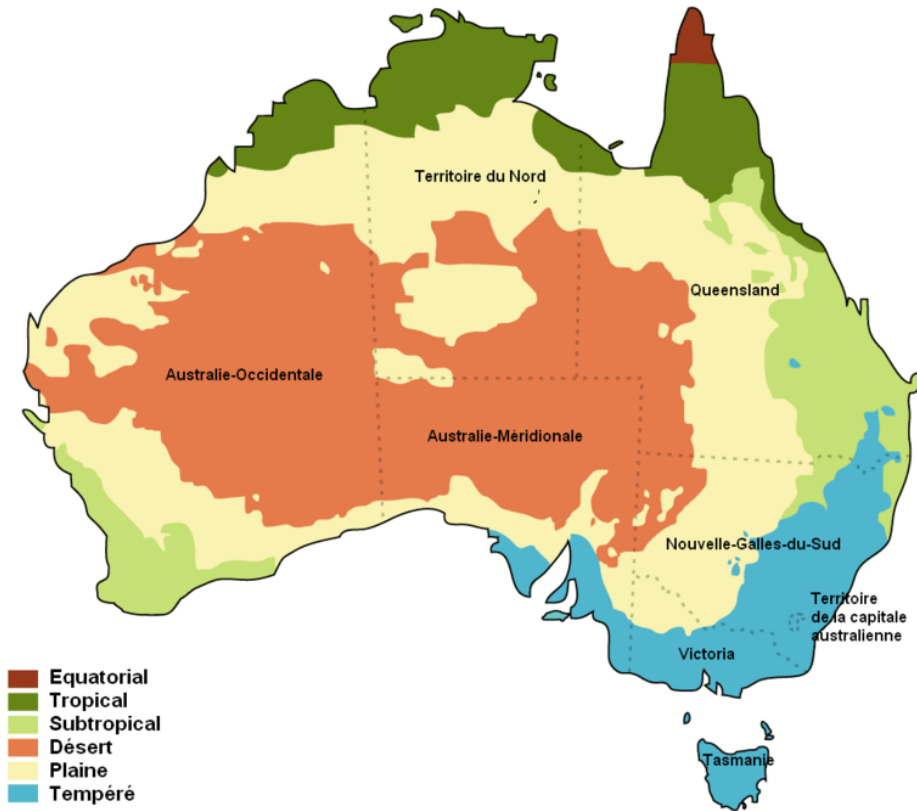 Territoire du Nord
Queensland
Australie-Occidentale
Australie-Méridionale
Nouvelle-Galles-du-Sud
Territoire
de la capitale
australienne
Victoria
Tasmanie
Equatorial
Tropical
Subtropical
Désert
Plaine
Tempéré